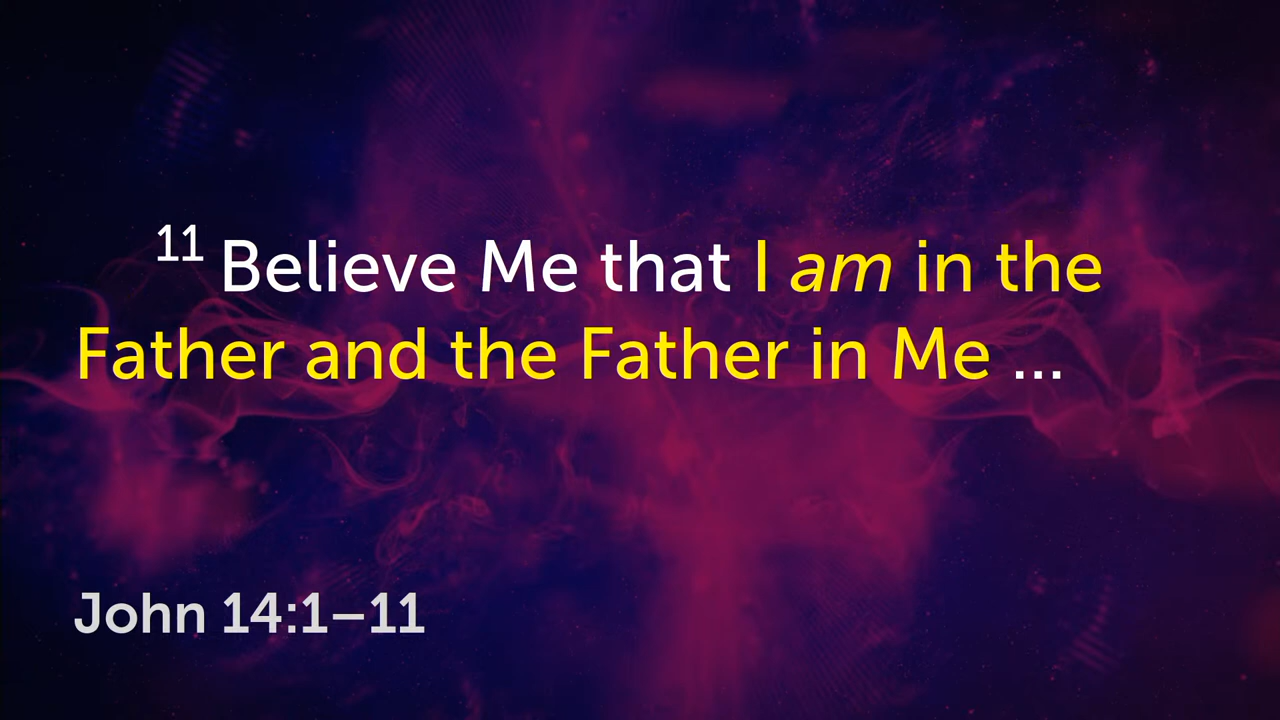 11 Believe Me that I am in the
Father and the Father in Me ...
John 14:1–11